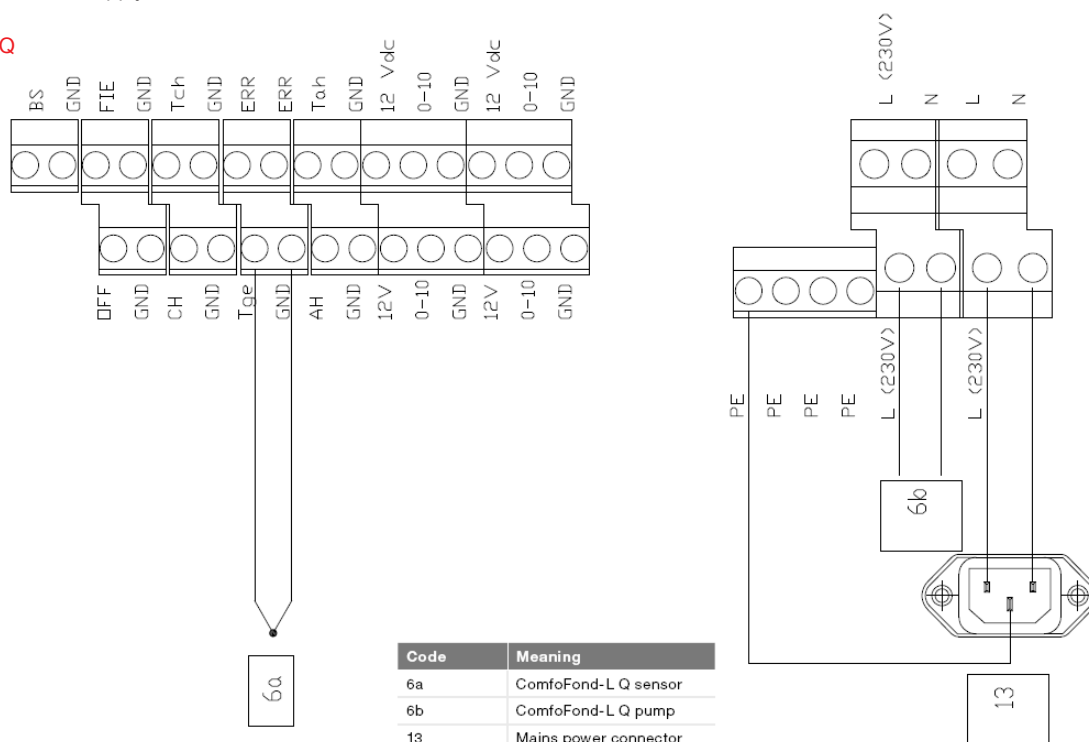 Q
BS GND FIE GND Tch GND ERR ERR Tah GND 12 Vdc 0-10 GND 12 Vdc 0-10 GND
OFF GND CH GND Tge GND AH GND 12V 0-10 GND 12V 0-10 GND
6a
L (230V) N L N
PE PE PE PE L (230V) L (230V)
6b
13
Code Meaning
6a ComfoFond-L Q sensor
6b ComfoFond-L Q pump
13 Mains power connector